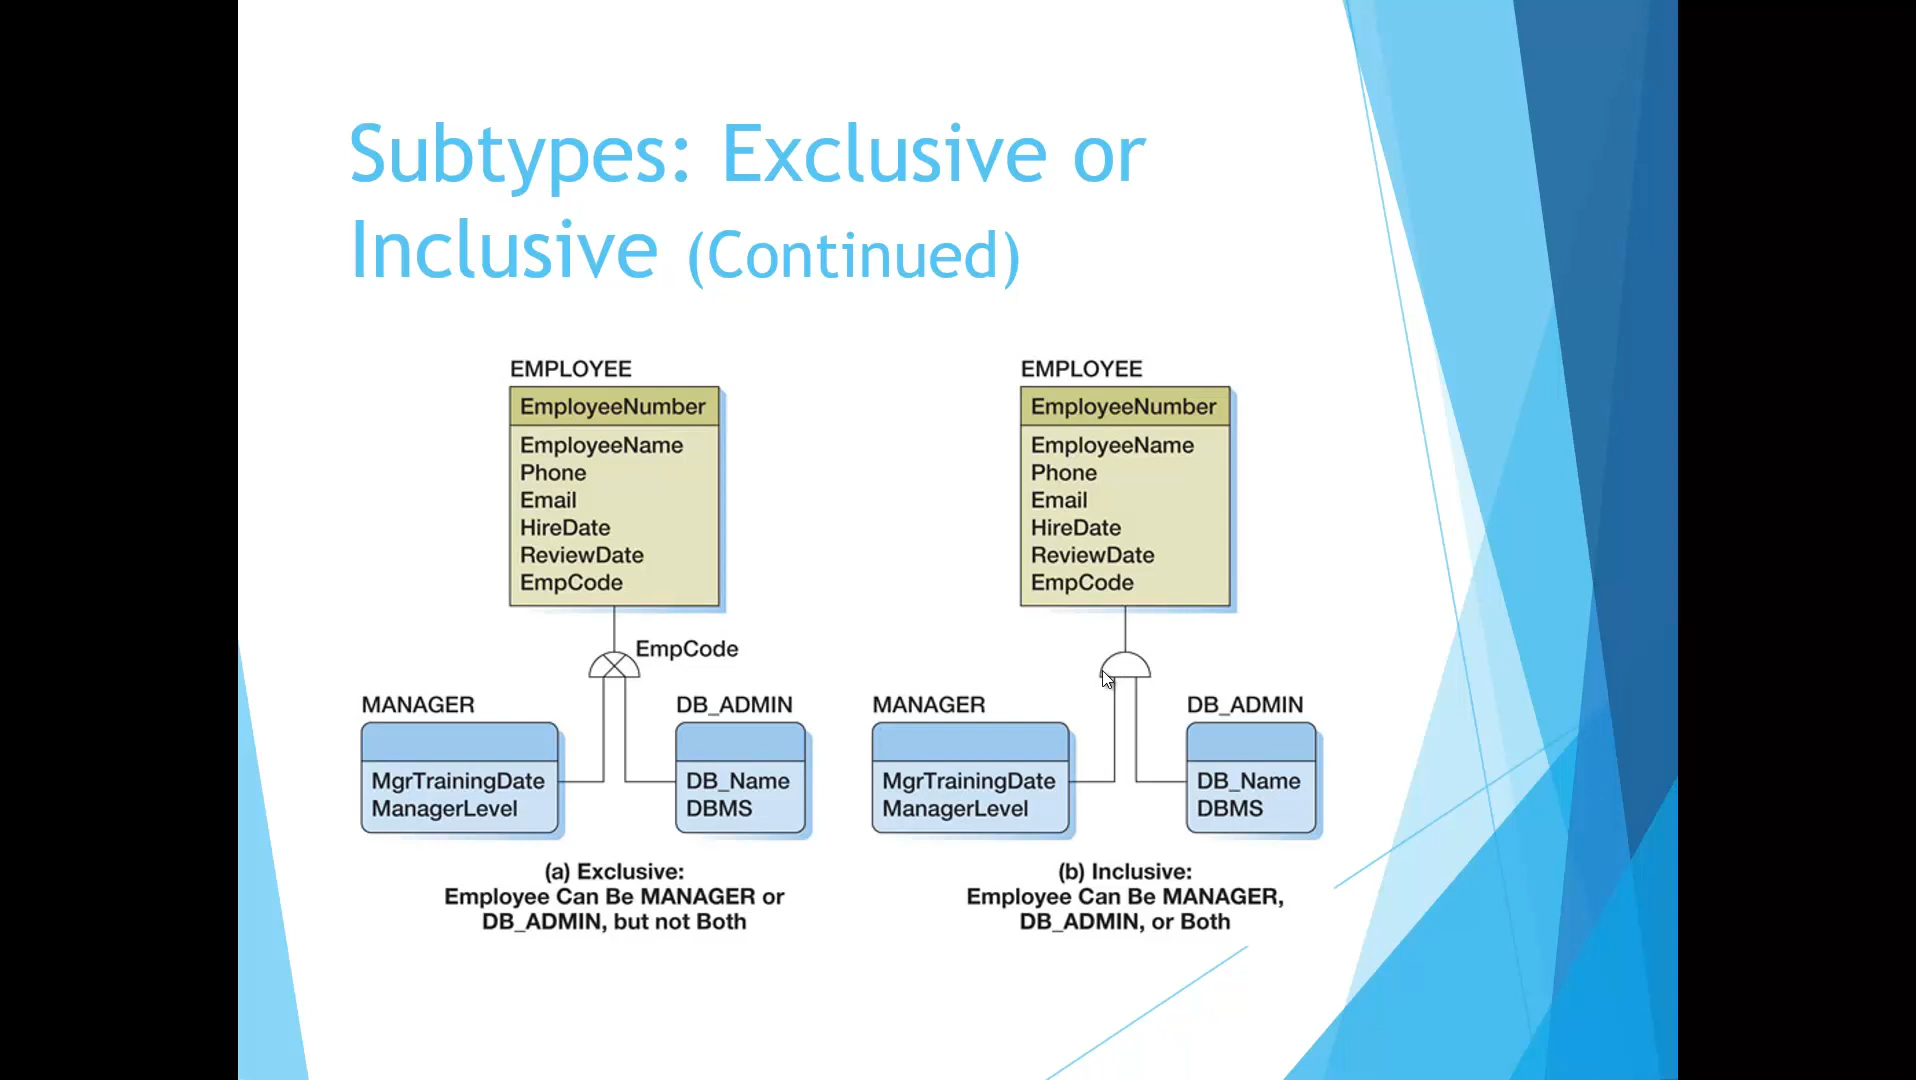 Subtypes: Exclusive or
Inclusive (Continued)
EMPLOYEE
EmployeeNumber
EmployeeName
Phone
Email
HireDate
ReviewDate
EmpCode
EmpCode
MANAGER
MgrTrainingDate
ManagerLevel
DB_ADMIN
DB_Name
DBMS
(a) Exclusive:
Employee Can Be MANAGER or
DB_ADMIN, but not Both
EMPLOYEE
EmployeeNumber
EmployeeName
Phone
Email
HireDate
ReviewDate
EmpCode
MANAGER
MgrTrainingDate
ManagerLevel
DB_ADMIN
DB_Name
DBMS
(b) Inclusive:
Employee Can Be MANAGER,
DB_ADMIN, or Both